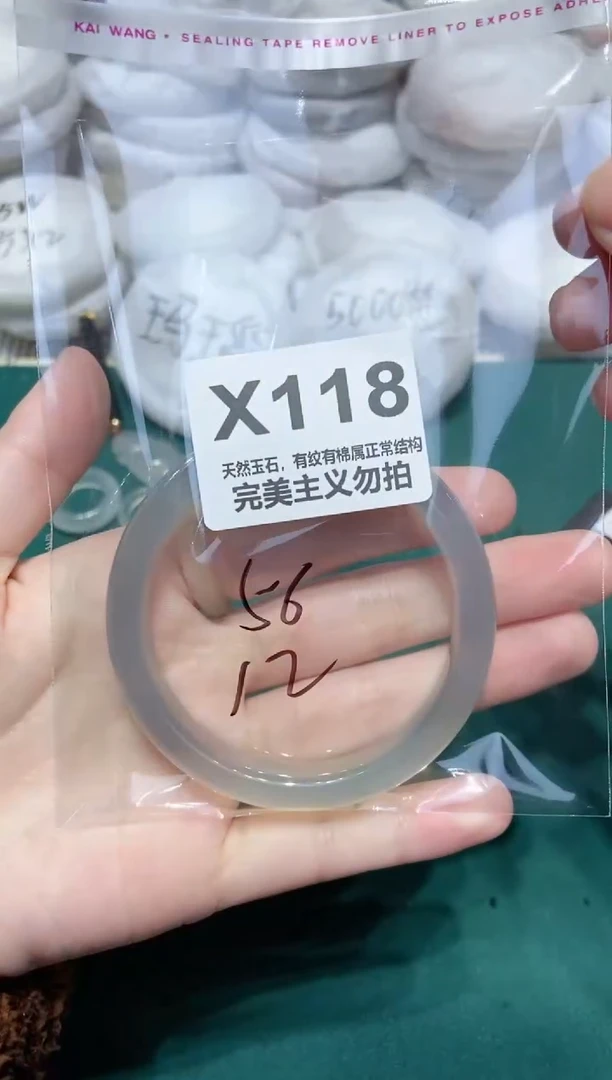 KAI WANG • SEALING TAPE REMOVE LINER TO EXPOSE ADHE
5000
X118
天然玉石，有纹有棉属正常结构
完美主义勿拍
56
12